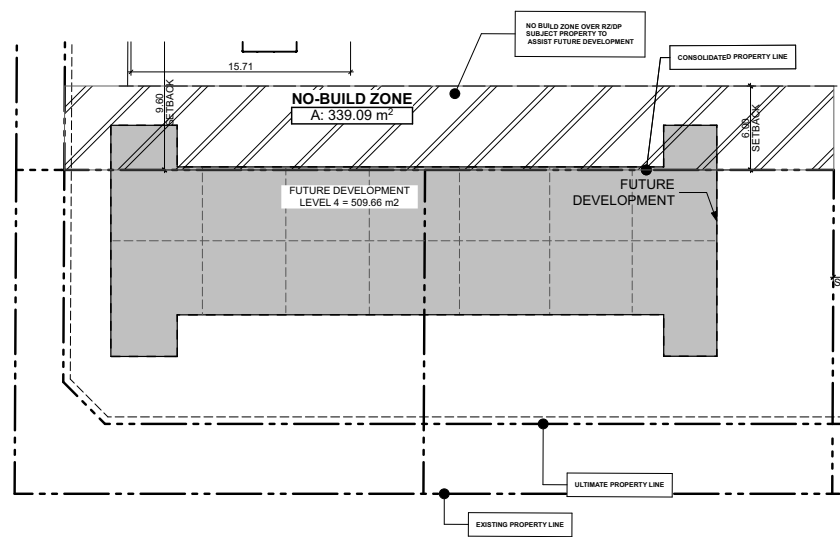 NO BUILD ZONE OVER RZ/DP
SUBJECT PROPERTY TO
ASSIST FUTURE DEVELOPMENT
CONSOLIDATED PROPERTY LINE
15.71
9.60
SETBACK
NO-BUILD ZONE
A: 339.09 m²
SETBACK
FUTURE DEVELOPMENT
LEVEL 4 = 509.66 m2
FUTURE
DEVELOPMENT
ULTIMATE PROPERTY LINE
EXISTING PROPERTY LINE